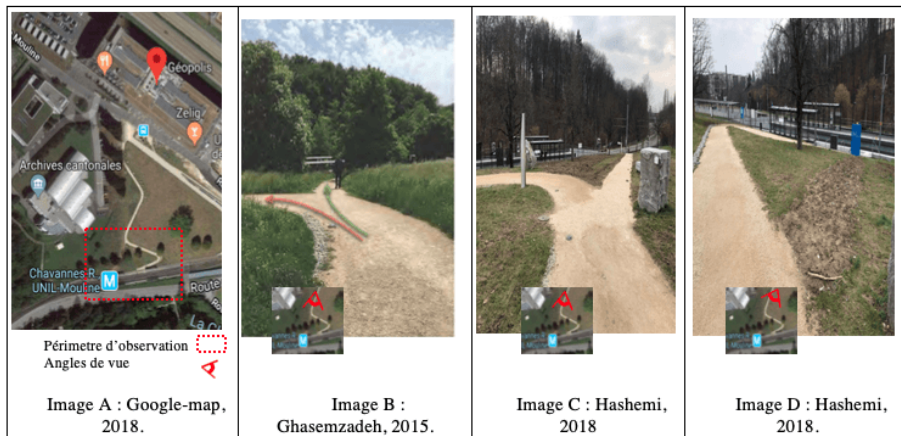 Mouline
Géopolis
Zelig
Archives cantonales
Chavannes-R
UNIL-Mouline
M
Route
Périmetre d'observation
Angles de vue
Image A : Google-map,
2018.
Image B :
Ghasemzadeh, 2015.
Image C : Hashemi,
2018
Image D : Hashemi,
2018.